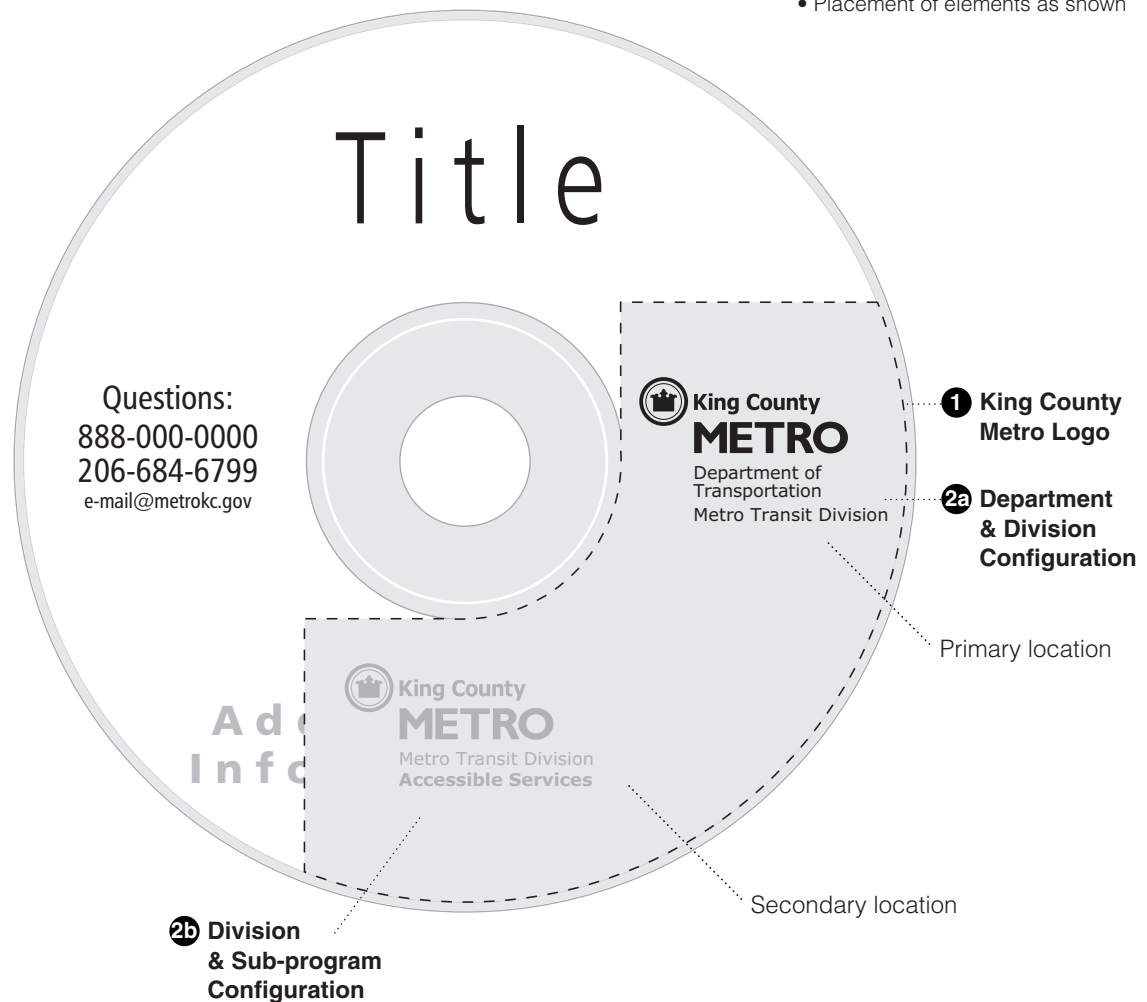 • Placement of elements as shown
Title
Questions:
888-000-0000
206-684-6799
e-mail@metrokc.gov
King County
METRO
Department of
Transportation
Metro Transit Division
1 King County
Metro Logo
2a Department
& Division
Configuration
Primary location
King County
METRO
Metro Transit Division
Accessible Services
Secondary location
2b Division
& Sub-program
Configuration